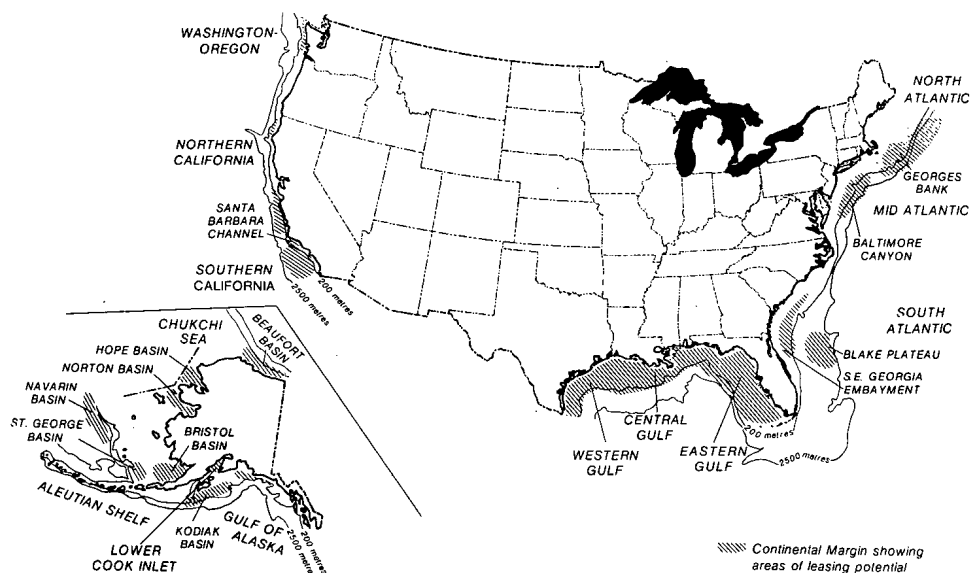 WASHINGTON-
OREGON
NORTHERN
CALIFORNIA
SANTA
BARBARA
CHANNEL
SOUTHERN
CALIFORNIA
200 metres
2500 metres
NORTH
ATLANTIC
GEORGES
BANK
MID ATLANTIC
BALTIMORE
CANYON
SOUTH
ATLANTIC
BLAKE PLATEAU
S.E. GEORGIA
EMBAYMENT
200 metres
2500 metres
CENTRAL
GULF
WESTERN
GULF
EASTERN
GULF
CHUKCHI
SEA
BEAUFORT
BASIN
HOPE BASIN
NORTON BASIN
NAVARIN
BASIN
ST. GEORGE
BASIN
BRISTOL
BASIN
ALEUTIAN SHELF
KODIAK
BASIN
GULF OF
ALASKA
200 metres
2500 metres
LOWER
COOK INLET
Continental Margin showing
areas of leasing potential